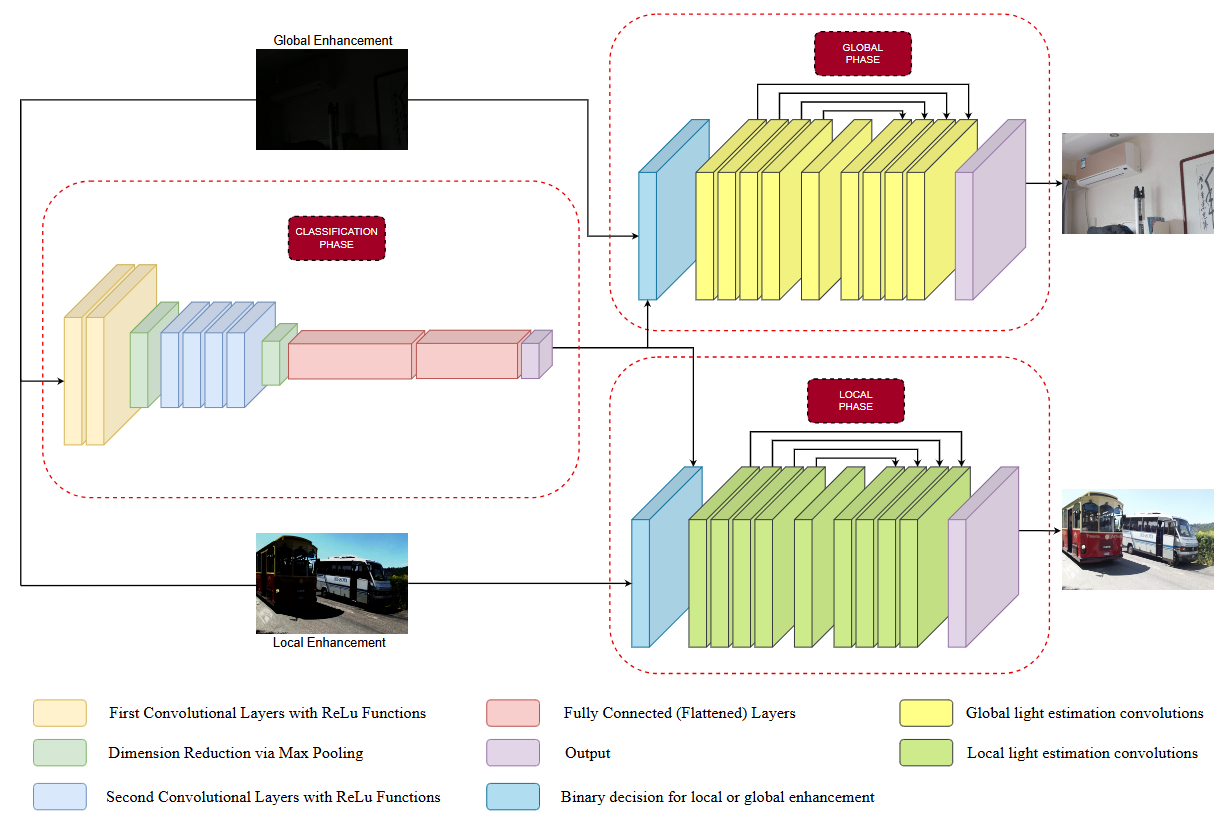 Global Enhancement
GLOBAL
PHASE
CLASSIFICATION
PHASE
LOCAL
PHASE
Local Enhancement
First Convolutional Layers with ReLu Functions
Fully Connected (Flattened) Layers
Global light estimation convolutions
Dimension Reduction via Max Pooling
Output
Local light estimation convolutions
Second Convolutional Layers with ReLu Functions
Binary decision for local or global enhancement